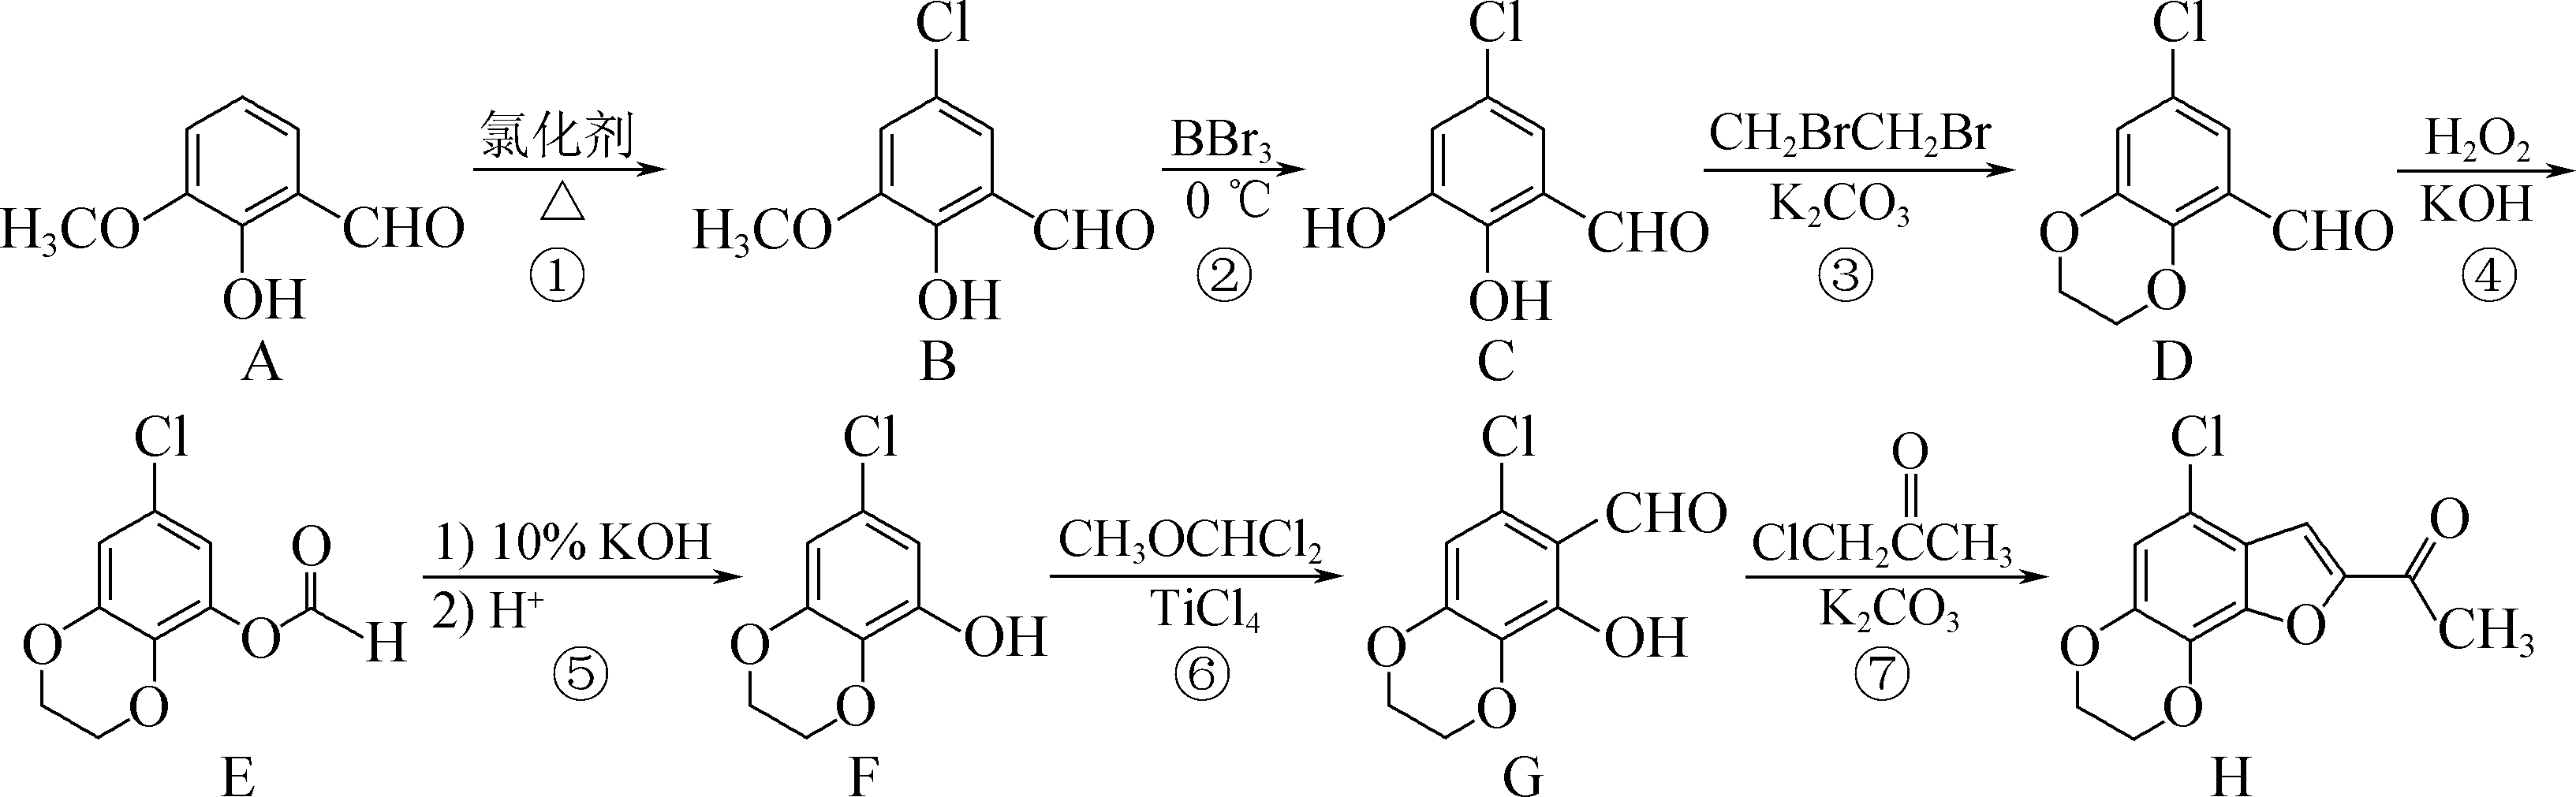 Cl Cl Cl
氯化剂 BBr₃ CH₂BrCH₂Br H₂O₂
△ 0 ℃ K₂CO₃ KOH
H₃CO CHO H₃CO CHO HO CHO O CHO
① ② ③ ④
OH OH OH O
A B C D
Cl Cl Cl O Cl
O 1) 10% KOH CH₃OCHCl₂ CHO ClCH₂CCH₃ O
2) H⁺ TiCl₄ K₂CO₃
O O H O OH O OH O O CH₃
⑤ ⑥ ⑦
O O O O
E F G H